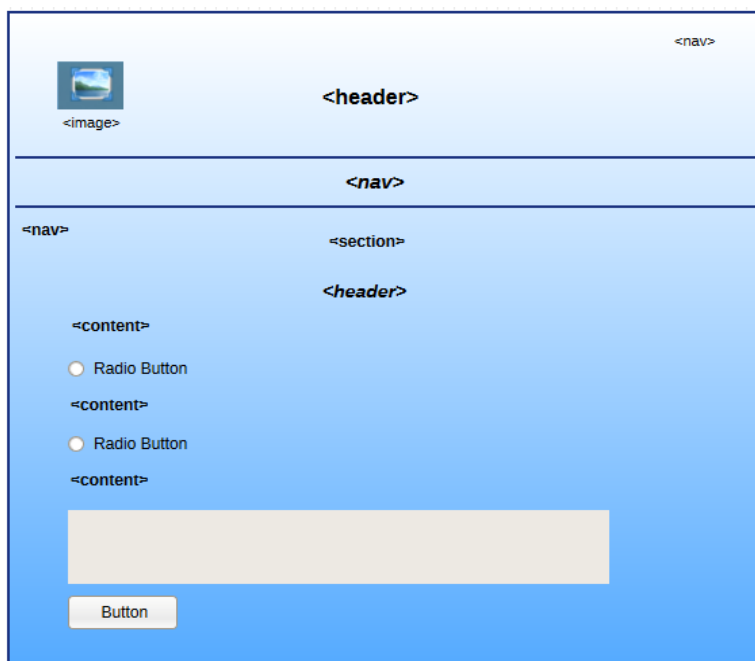 <nav>
<header>
<image>
<nav>
<nav>
<section>
<header>
<content>
Radio Button
<content>
Radio Button
<content>
Button